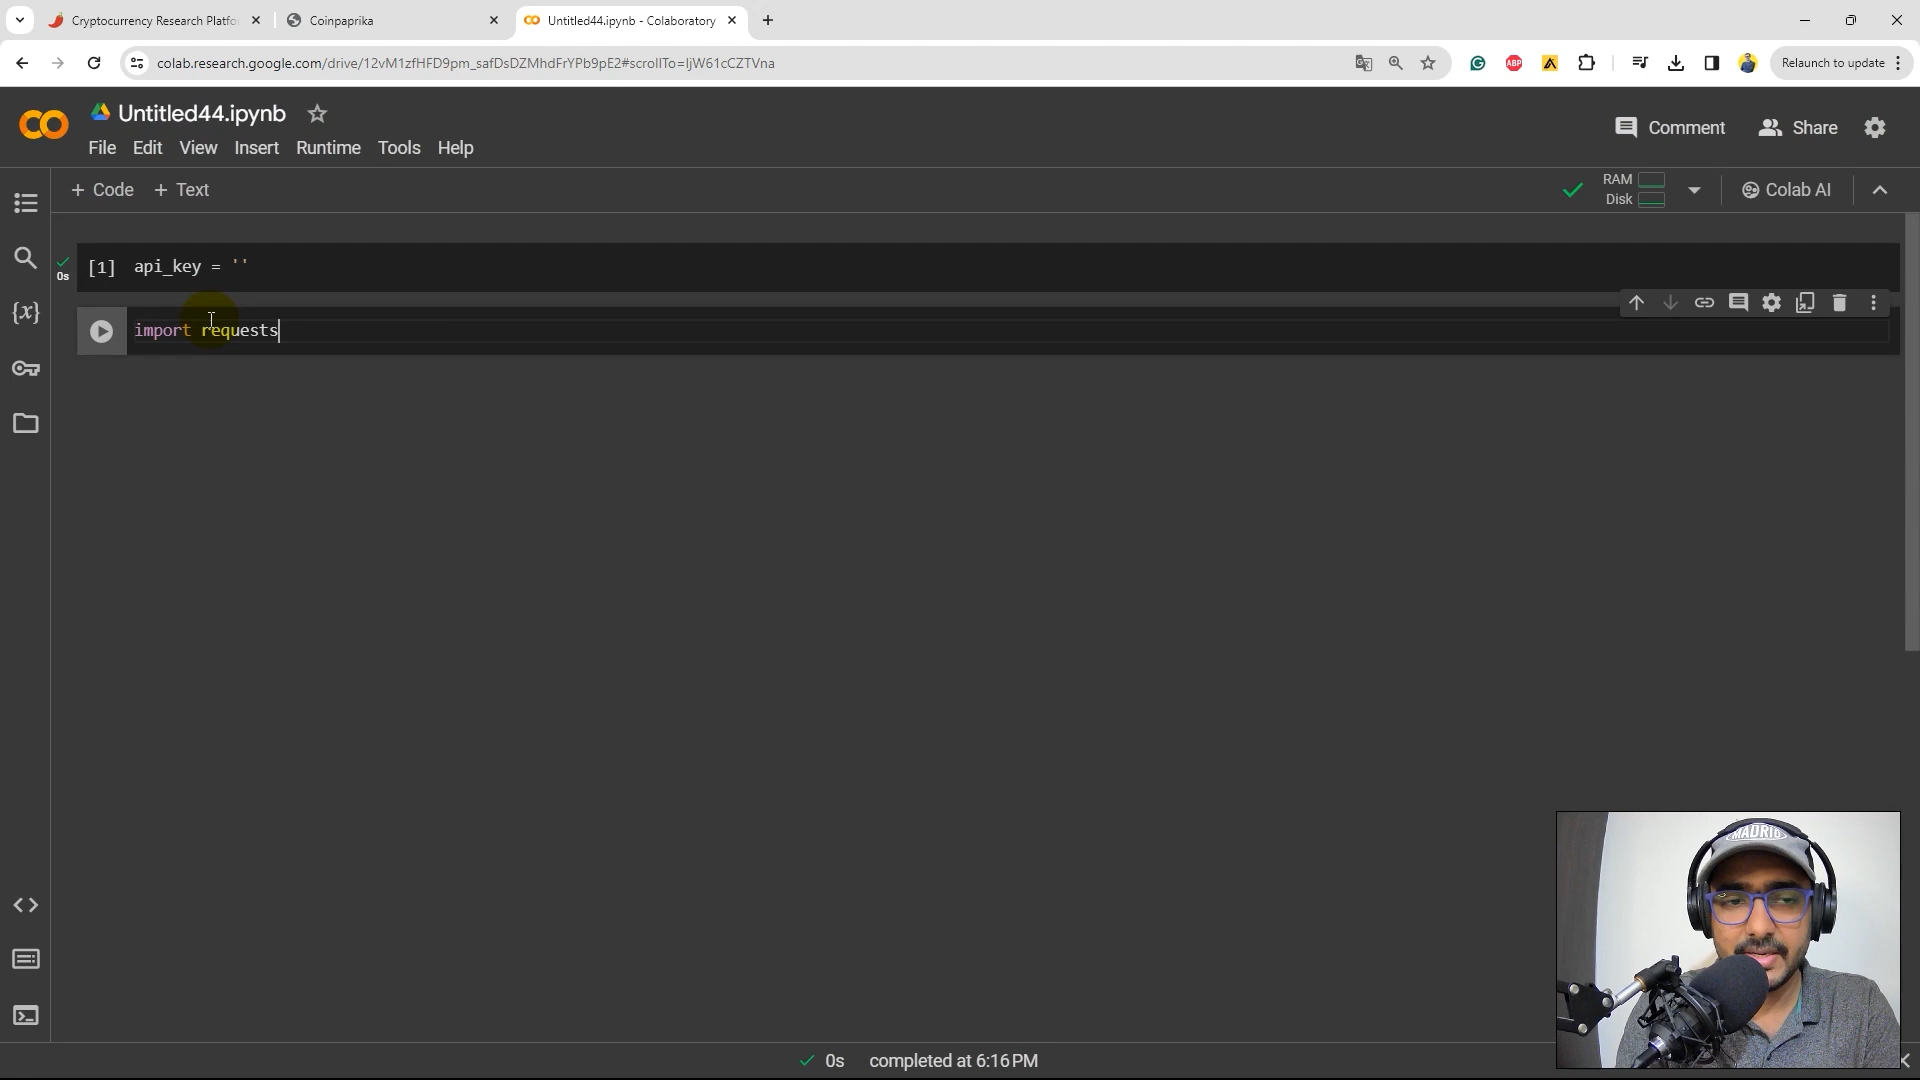 Cryptocurrency Research Platfo
Coinpaprika
Untitled44.ipynb - Colaboratory
colab.research.google.com/drive/12vM1zfHFD9pm_safDsDZMhdFrYPb9pE2#scrollTo=IjW61cCZTVna
ABP
Relaunch to update
Untitled44.ipynb
Comment
Share
File Edit View Insert Runtime Tools Help
+ Code + Text
RAM
Disk
Colab AI
0s
[1] api_key = ''
import requests
{x}
MADRID
0s completed at 6:16 PM